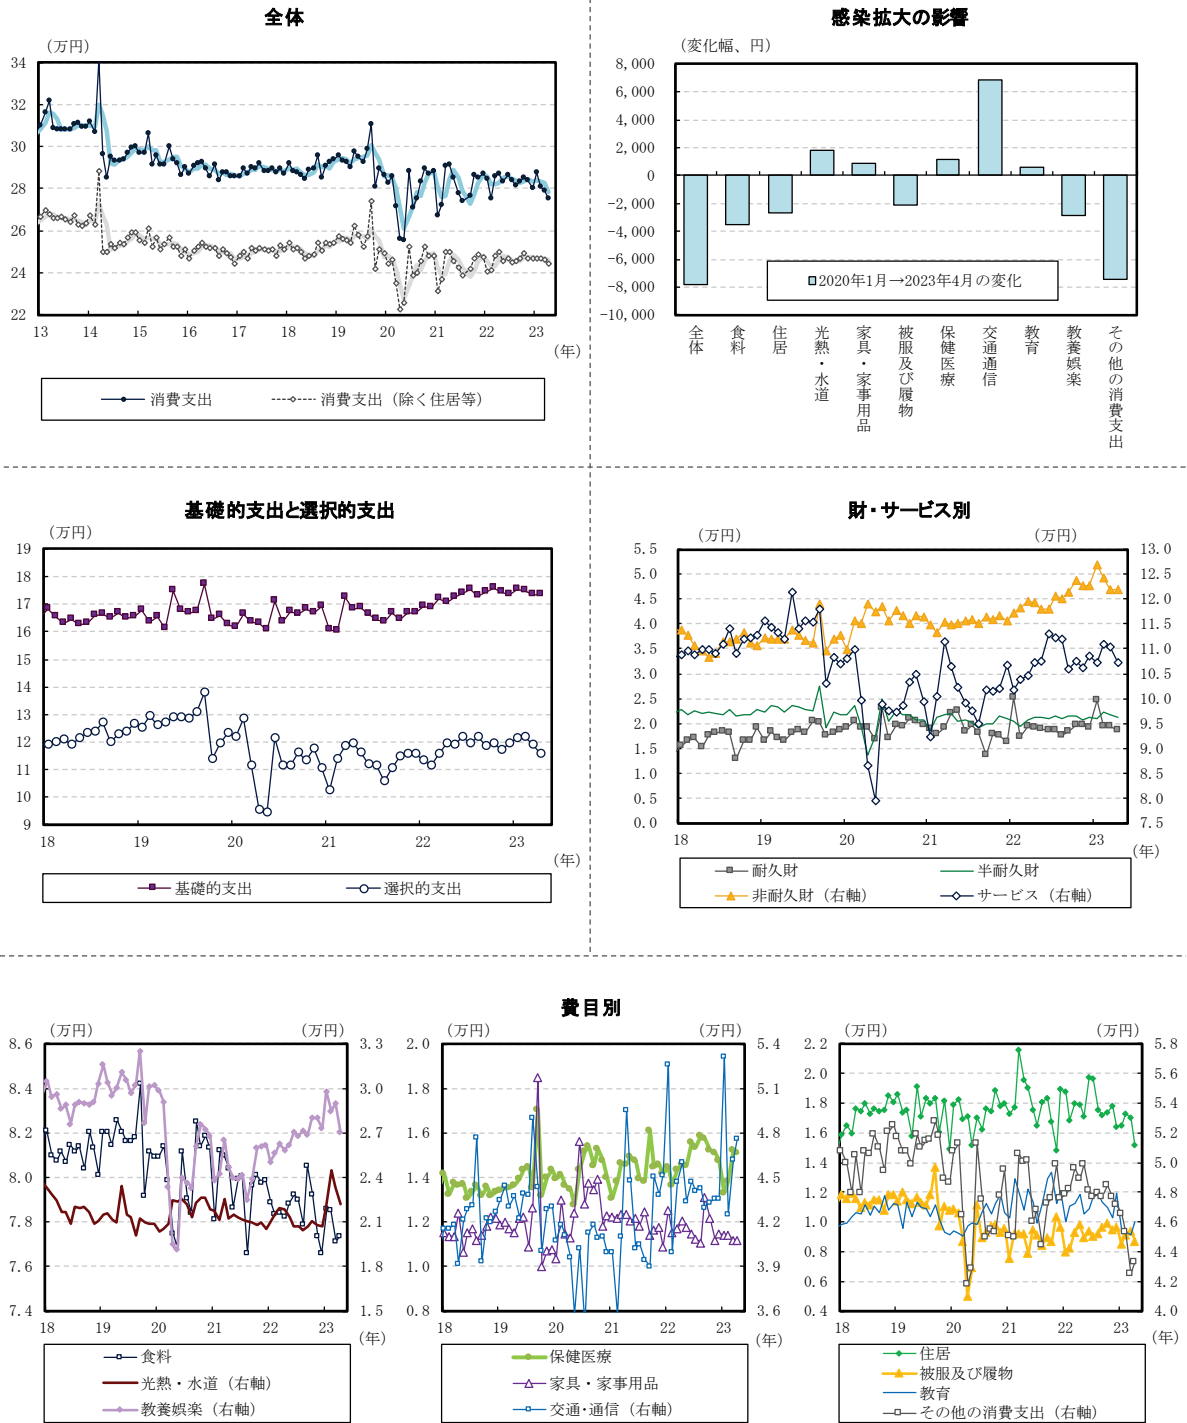 全体
（万円）
34
32
30
28
26
24
22
13 14 15 16 17 18 19 20 21 22 23
（年）
消費支出 消費支出（除く住居等）
感染拡大の影響
（変化幅、円）
8,000
6,000
4,000
2,000
0
-2,000
-4,000
-6,000
-8,000
-10,000
2020年1月→2023年4月の変化
全体
食料
住居
光熱・水道
家具・家事用品
被服及び履物
保健医療
交通通信
教育
教養娯楽
その他の消費支出
基礎的支出と選択的支出
（万円）
19
18
17
16
15
14
13
12
11
10
9
18 19 20 21 22 23
（年）
基礎的支出 選択的支出
財・サービス別
（万円） （万円）
5.5 13.0
5.0 12.5
4.5 12.0
4.0 11.5
3.5 11.0
3.0 10.5
2.5 10.0
2.0 9.5
1.5 9.0
1.0 8.5
0.5 8.0
0.0 7.5
18 19 20 21 22 23
（年）
耐久財 半耐久財
非耐久財（右軸） サービス（右軸）
費目別
（万円） （万円）
8.6 3.3
8.4 3.0
8.2 2.7
8.0 2.4
7.8 2.1
7.6 1.8
7.4 1.5
18 19 20 21 22 23
（年）
食料
光熱・水道（右軸）
教養娯楽（右軸）
（万円） （万円）
2.0 5.4
1.8 5.1
1.6 4.8
1.4 4.5
1.2 4.2
1.0 3.9
0.8 3.6
18 19 20 21 22 23
（年）
保健医療
家具・家事用品
交通・通信（右軸）
（万円） （万円）
2.2 5.8
2.0 5.6
1.8 5.4
1.6 5.2
1.4 5.0
1.2 4.8
1.0 4.6
0.8 4.4
0.6 4.2
0.4 4.0
18 19 20 21 22 23
（年）
住居
被服及び履物
教育
その他の消費支出（右軸）